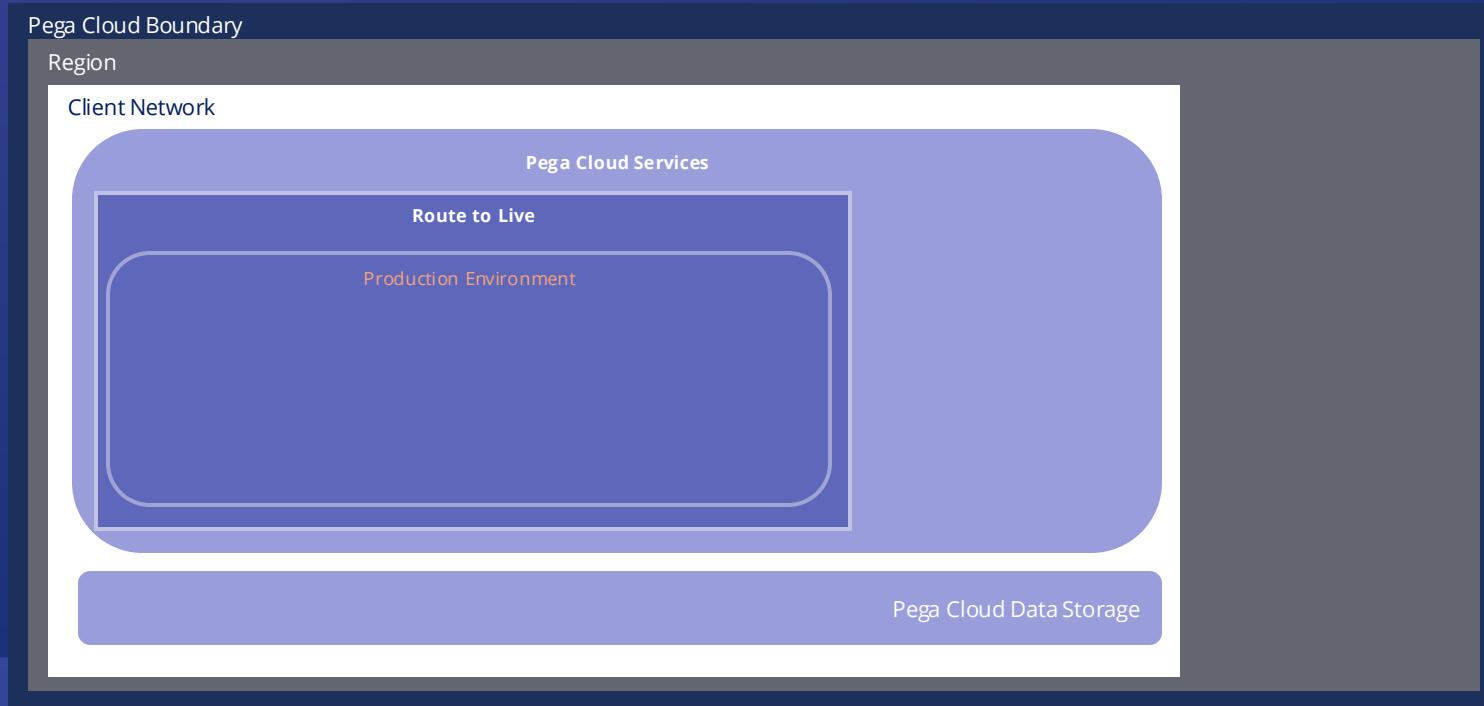 Pega Cloud Boundary
Region
Client Network
Pega Cloud Services
Route to Live
Production Environment
Pega Cloud Data Storage